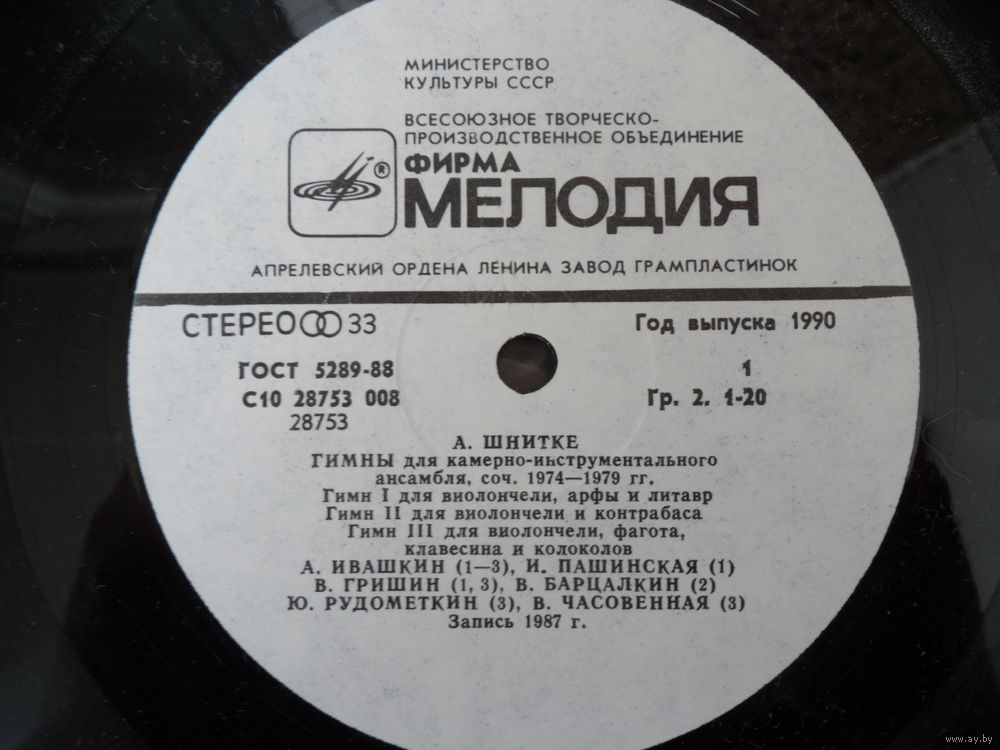 МИНИСТЕРСТВО
КУЛЬТУРЫ СССР
ВСЕСОЮЗНОЕ ТВОРЧЕСКО-
ПРОИЗВОДСТВЕННОЕ ОБЪЕДИНЕНИЕ
®
ФИРМА
МЕЛОДИЯ
АПРЕЛЕВСКИЙ ОРДЕНА ЛЕНИНА ЗАВОД ГРАМПЛАСТИНОК
СТЕРЕО 33
Год выпуска 1990
ГОСТ 5289-88
1
С10 28753 008
Гр. 2. 1-20
28753
А. ШНИТКЕ
ГИМНЫ для камерно-инструментального
ансамбля, соч. 1974—1979 гг.
Гимн I для виолончели, арфы и литавр
Гимн II для виолончели и контрабаса
Гимн III для виолончели, фагота,
клавесина и колоколов
А. ИВАШКИН (1—3), И. ПАШИНСКАЯ (1)
В. ГРИШИН (1, 3), В. БАРЦАЛКИН (2)
Ю. РУДОМЕТКИН (3), В. ЧАСОВЕННАЯ (3)
Запись 1987 г.
www.ay.by